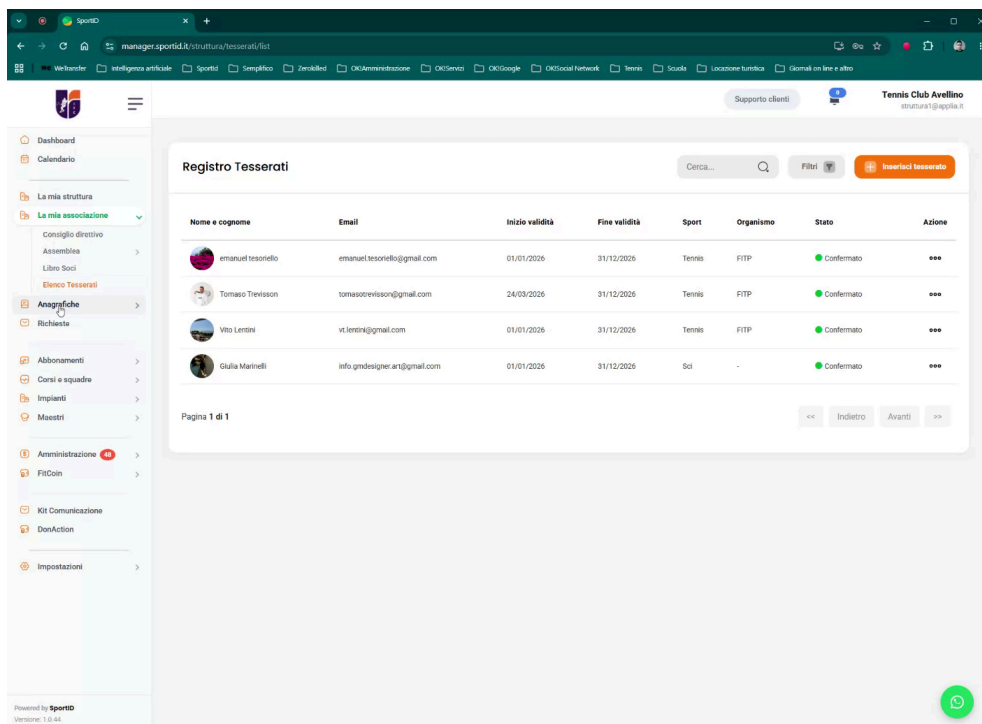 SportID
manager.sportid.it/struttura/tesserati/list
WeTransfer Intelligenza artificiale SportId Semplifico Zerok8led OK!Amministrazione OK!Servizi OK!Google OK!Social Network Tennis Scuola Locazione turistica Giornali on line e altro
Supporto clienti
0
Tennis Club Avellino
struttura1@applia.it
Dashboard
Calendario
La mia struttura
La mia associazione
Consiglio direttivo
Assemblea
Libro Soci
Elenco Tesserati
Anagrafiche
Richieste
Abbonamenti
Corsi e squadre
Impianti
Maestri
Amministrazione 48
FitCoin
Kit Comunicazione
DonAction
Impostazioni
Powered by SportID
Versione: 1.0.44
Registro Tesserati
Cerca...
Filtri
Inserisci tesserato
Nome e cognome Email Inizio validità Fine validità Sport Organismo Stato Azione
emanuel tesoriello emanuel.tesoriello@gmail.com 01/01/2026 31/12/2026 Tennis FITP Confermato
Tomaso Trevisson tomasotrevisson@gmail.com 24/03/2026 31/12/2026 Tennis FITP Confermato
Vito Lentini vt.lentini@gmail.com 01/01/2026 31/12/2026 Tennis FITP Confermato
Giulia Marinelli info.gmdesigner.art@gmail.com 01/01/2026 31/12/2026 Sci - Confermato
Pagina 1 di 1
<< Indietro Avanti >>